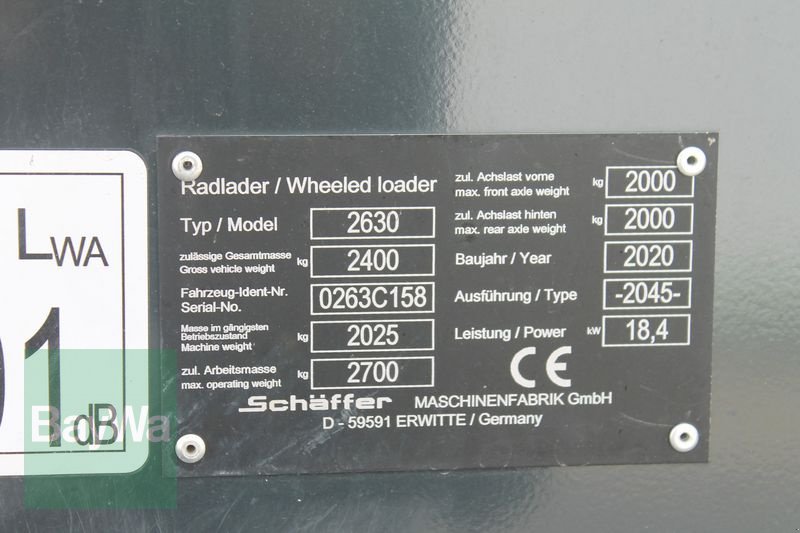 LWA
1dB
BayWa
Radlader / Wheeled loader
Typ / Model 2630
zulässige Gesamtmasse
Gross vehicle weight kg 2400
Fahrzeug-Ident-Nr.
Serial-No. 0263C158
Masse im gängigsten
Betriebszustand
Machine weight kg 2025
zul. Arbeitsmasse
max. operating weight kg 2700
zul. Achslast vorne
max. front axle weight kg 2000
zul. Achslast hinten
max. rear axle weight kg 2000
Baujahr / Year 2020
Ausführung / Type -2045-
Leistung / Power kW 18,4
CE
Schäffer MASCHINENFABRIK GmbH
D - 59591 ERWITTE / Germany